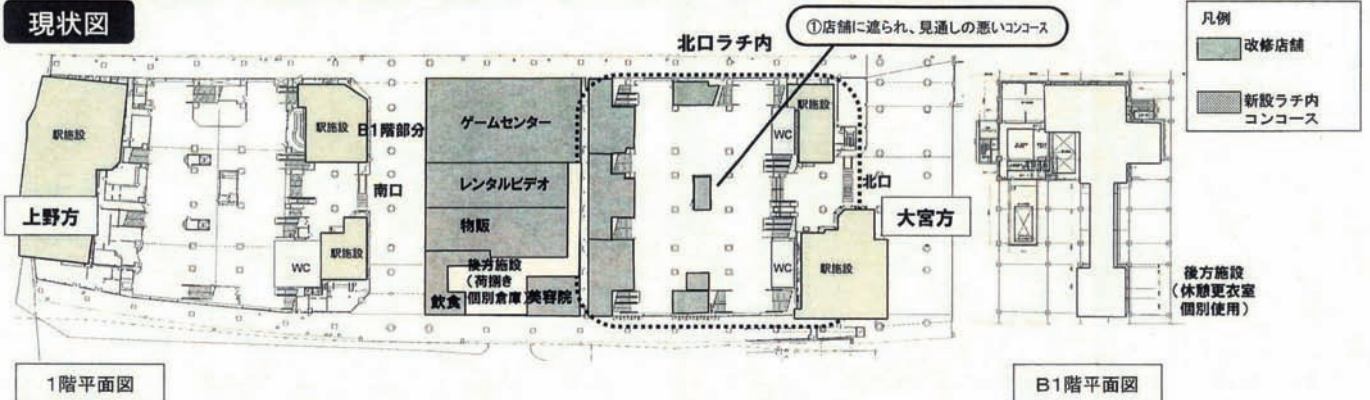 現状図
①店舗に遮られ、見通しの悪いコンコース
北口ラチ内
凡例
改修店舗
新設ラチ内
コンコース
駅施設
駅施設
B1階部分
南口
WC
駅施設
上野方
ゲームセンター
レンタルビデオ
物販
後方施設
(荷捌き
個別倉庫)
飲食
美容院
WC
駅施設
北口
大宮方
WC
駅施設
後方施設
(休憩更衣室
個別使用)
1階平面図
B1階平面図